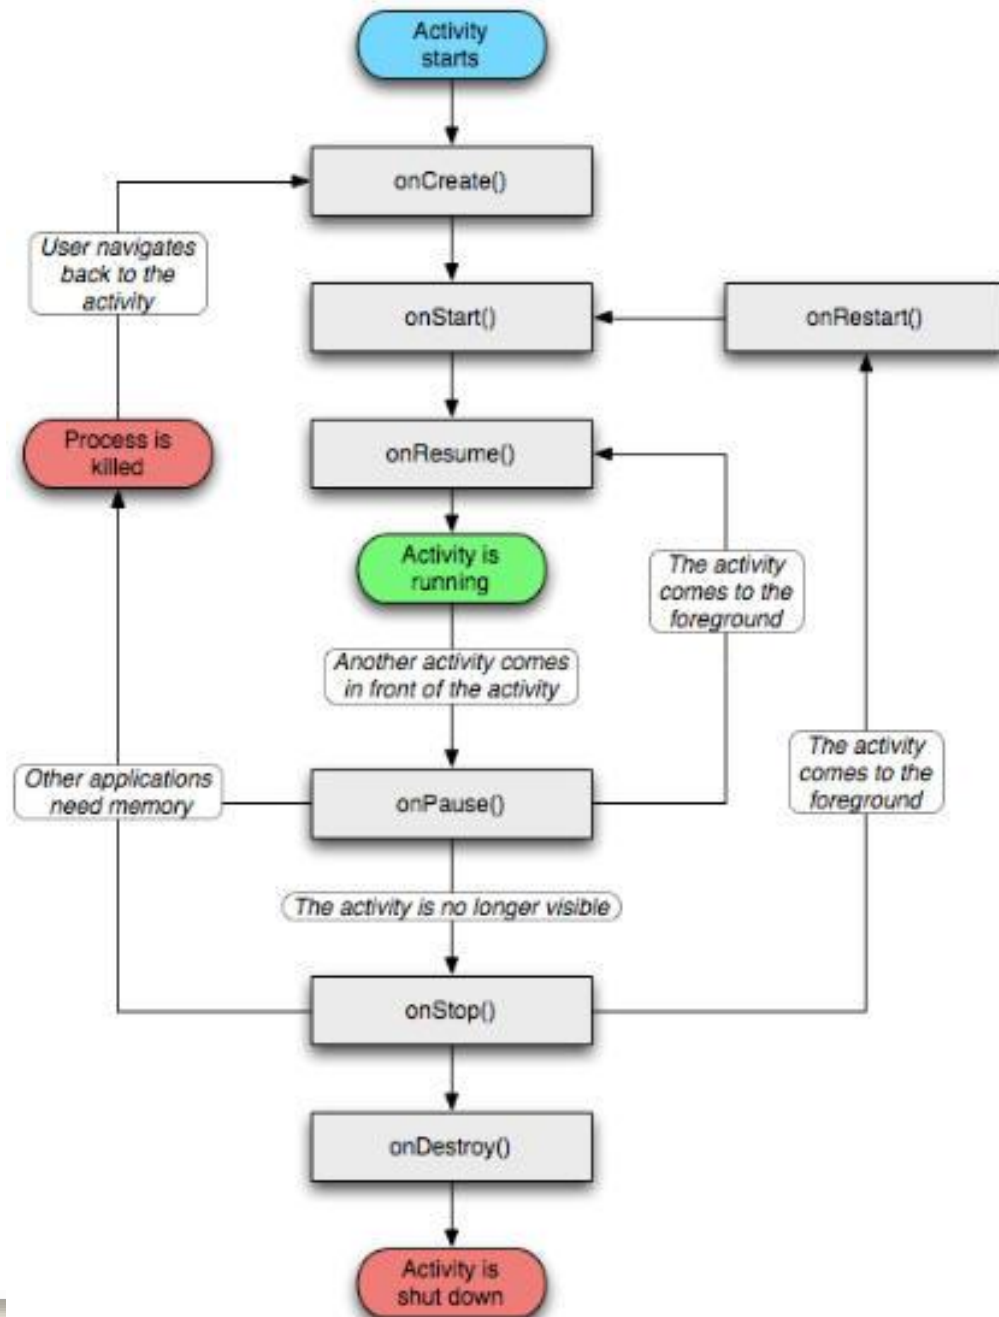 Activity
starts
onCreate()
User navigates
back to the
activity
onStart()
onRestart()
Process is
killed
onResume()
Activity is
running
The activity
comes to the
foreground
Another activity comes
in front of the activity
The activity
comes to the
foreground
Other applications
need memory
onPause()
The activity is no longer visible
onStop()
onDestroy()
Activity is
shut down